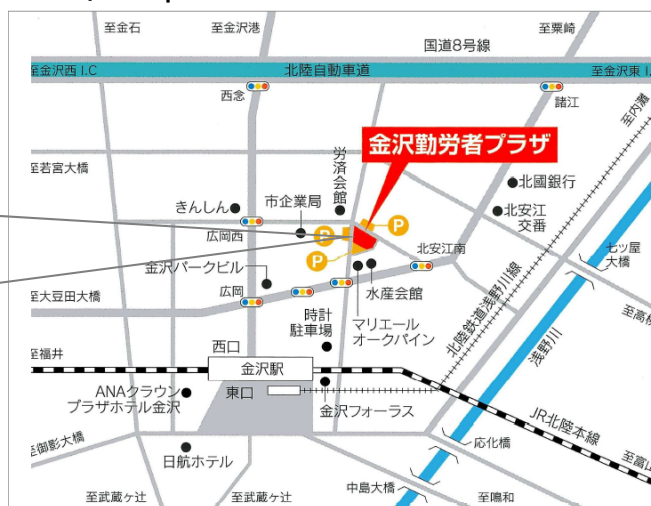 至金石
至金沢港
至粟崎
国道8号線
至金沢西 I.C
北陸自動車道
至金沢東 I.
西念
諸江
至内灘
金沢勤労者プラザ
至若宮大橋
労済会館
北國銀行
きんしん
市企業局
P
北安江
交番
広岡西
P
北安江南
七ツ屋
大橋
金沢パークビル
P
水産会館
至大豆田大橋
広岡
時計
駐車場
マリエール
オークパイン
北陸鉄道浅野川線
浅野川
至高
至福井
西口
金沢駅
ANAクラウン
プラザホテル金沢
東口
金沢フォーラス
JR北陸本線
至御影大橋
日航ホテル
応化橋
至富山
至武蔵ヶ辻
至武蔵ヶ辻
中島大橋
至鳴和